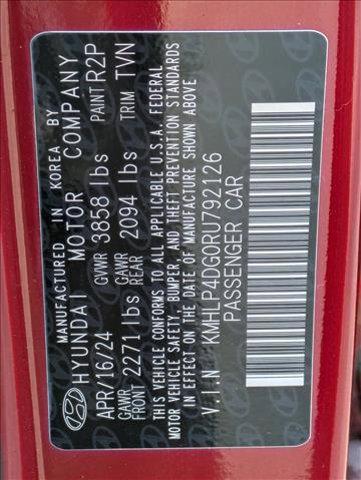 MANUFACTURED IN KOREA BY
HYUNDAI MOTOR COMPANY
APR/16/24 GVWR 3858 lbs PAINT R2P
GAWR FRONT 2271 lbs GAWR REAR 2094 lbs TRIM TVN
THIS VEHICLE CONFORMS TO ALL APPLICABLE U.S.A. FEDERAL
MOTOR VEHICLE SAFETY, BUMPER, AND THEFT PREVENTION STANDARDS
IN EFFECT ON THE DATE OF MANUFACTURE SHOWN ABOVE
V.I.N : KMHLP4DG0RU792126
PASSENGER CAR